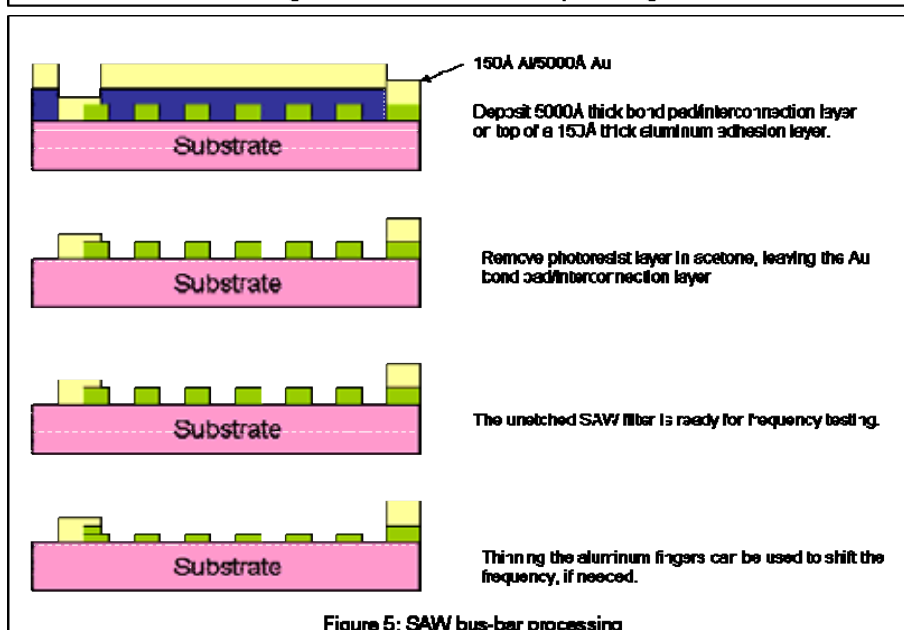 150Å Al/5000Å Au
Deposit 5000Å thick bond pad/interconnection layer
on top of a 150Å thick aluminum adhesion layer.
Substrate
Remove photoresist layer in acetone, leaving the Au
bond pad/interconnection layer
Substrate
The unetched SAW filter is ready for frequency testing.
Substrate
Thinning the aluminum fingers can be used to shift the
frequency, if needed.
Substrate
Figure 5: SAW bus-bar processing